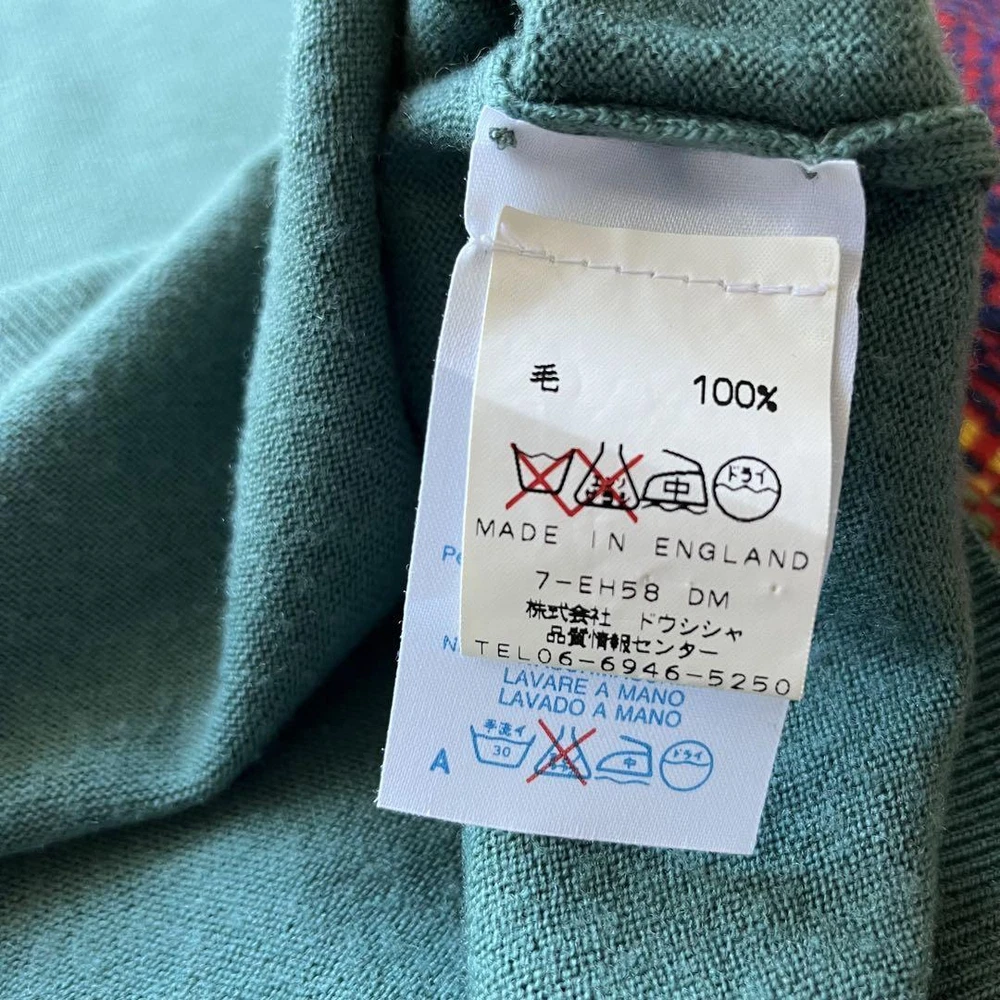 毛 100%
中 ドライ
MADE IN ENGLAND
7-EH58 DM
株式会社 ドウシシャ
品質情報センター
TEL06-6946-5250
LAVARE A MANO
LAVADO A MANO
手洗イ 30 中 ドライ
A